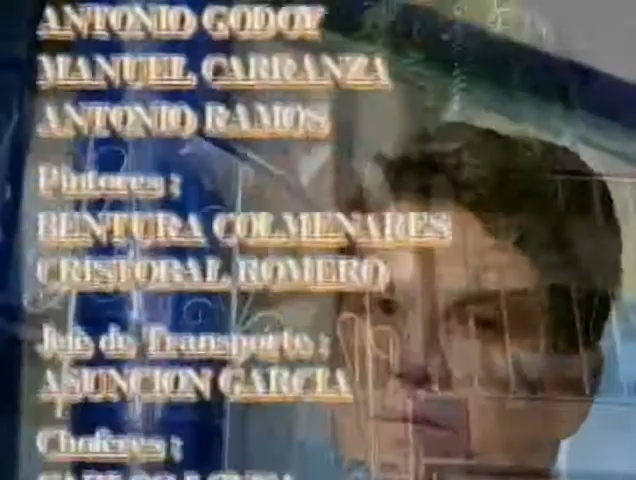 ANTONIO GODOY
MANUEL CARRANZA
ANTONIO RAMOS
Pintores :
BENTURA COLMENARES
CRISTOBAL ROMERO
Jefe de Transporte :
ASUNCION GARCIA
Choferes :